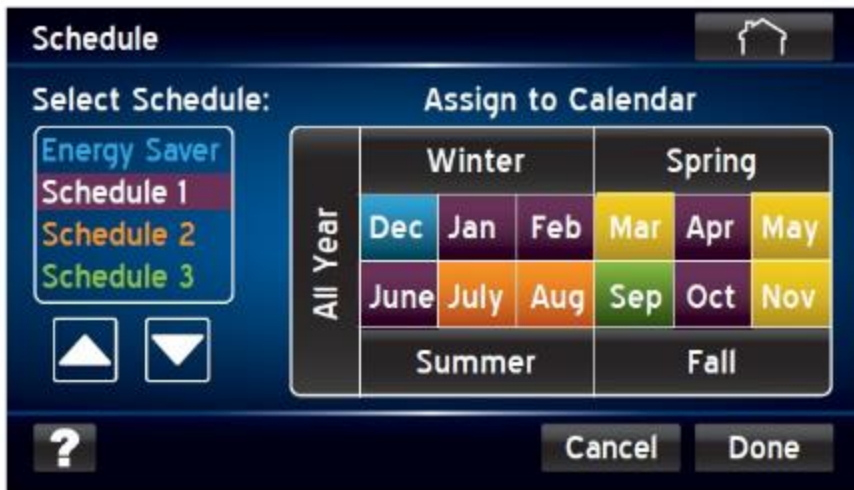 Schedule
Select Schedule:
Energy Saver
Schedule 1
Schedule 2
Schedule 3
Assign to Calendar
All Year
Winter Spring
Dec Jan Feb Mar Apr May
June July Aug Sep Oct Nov
Summer Fall
?
Cancel Done